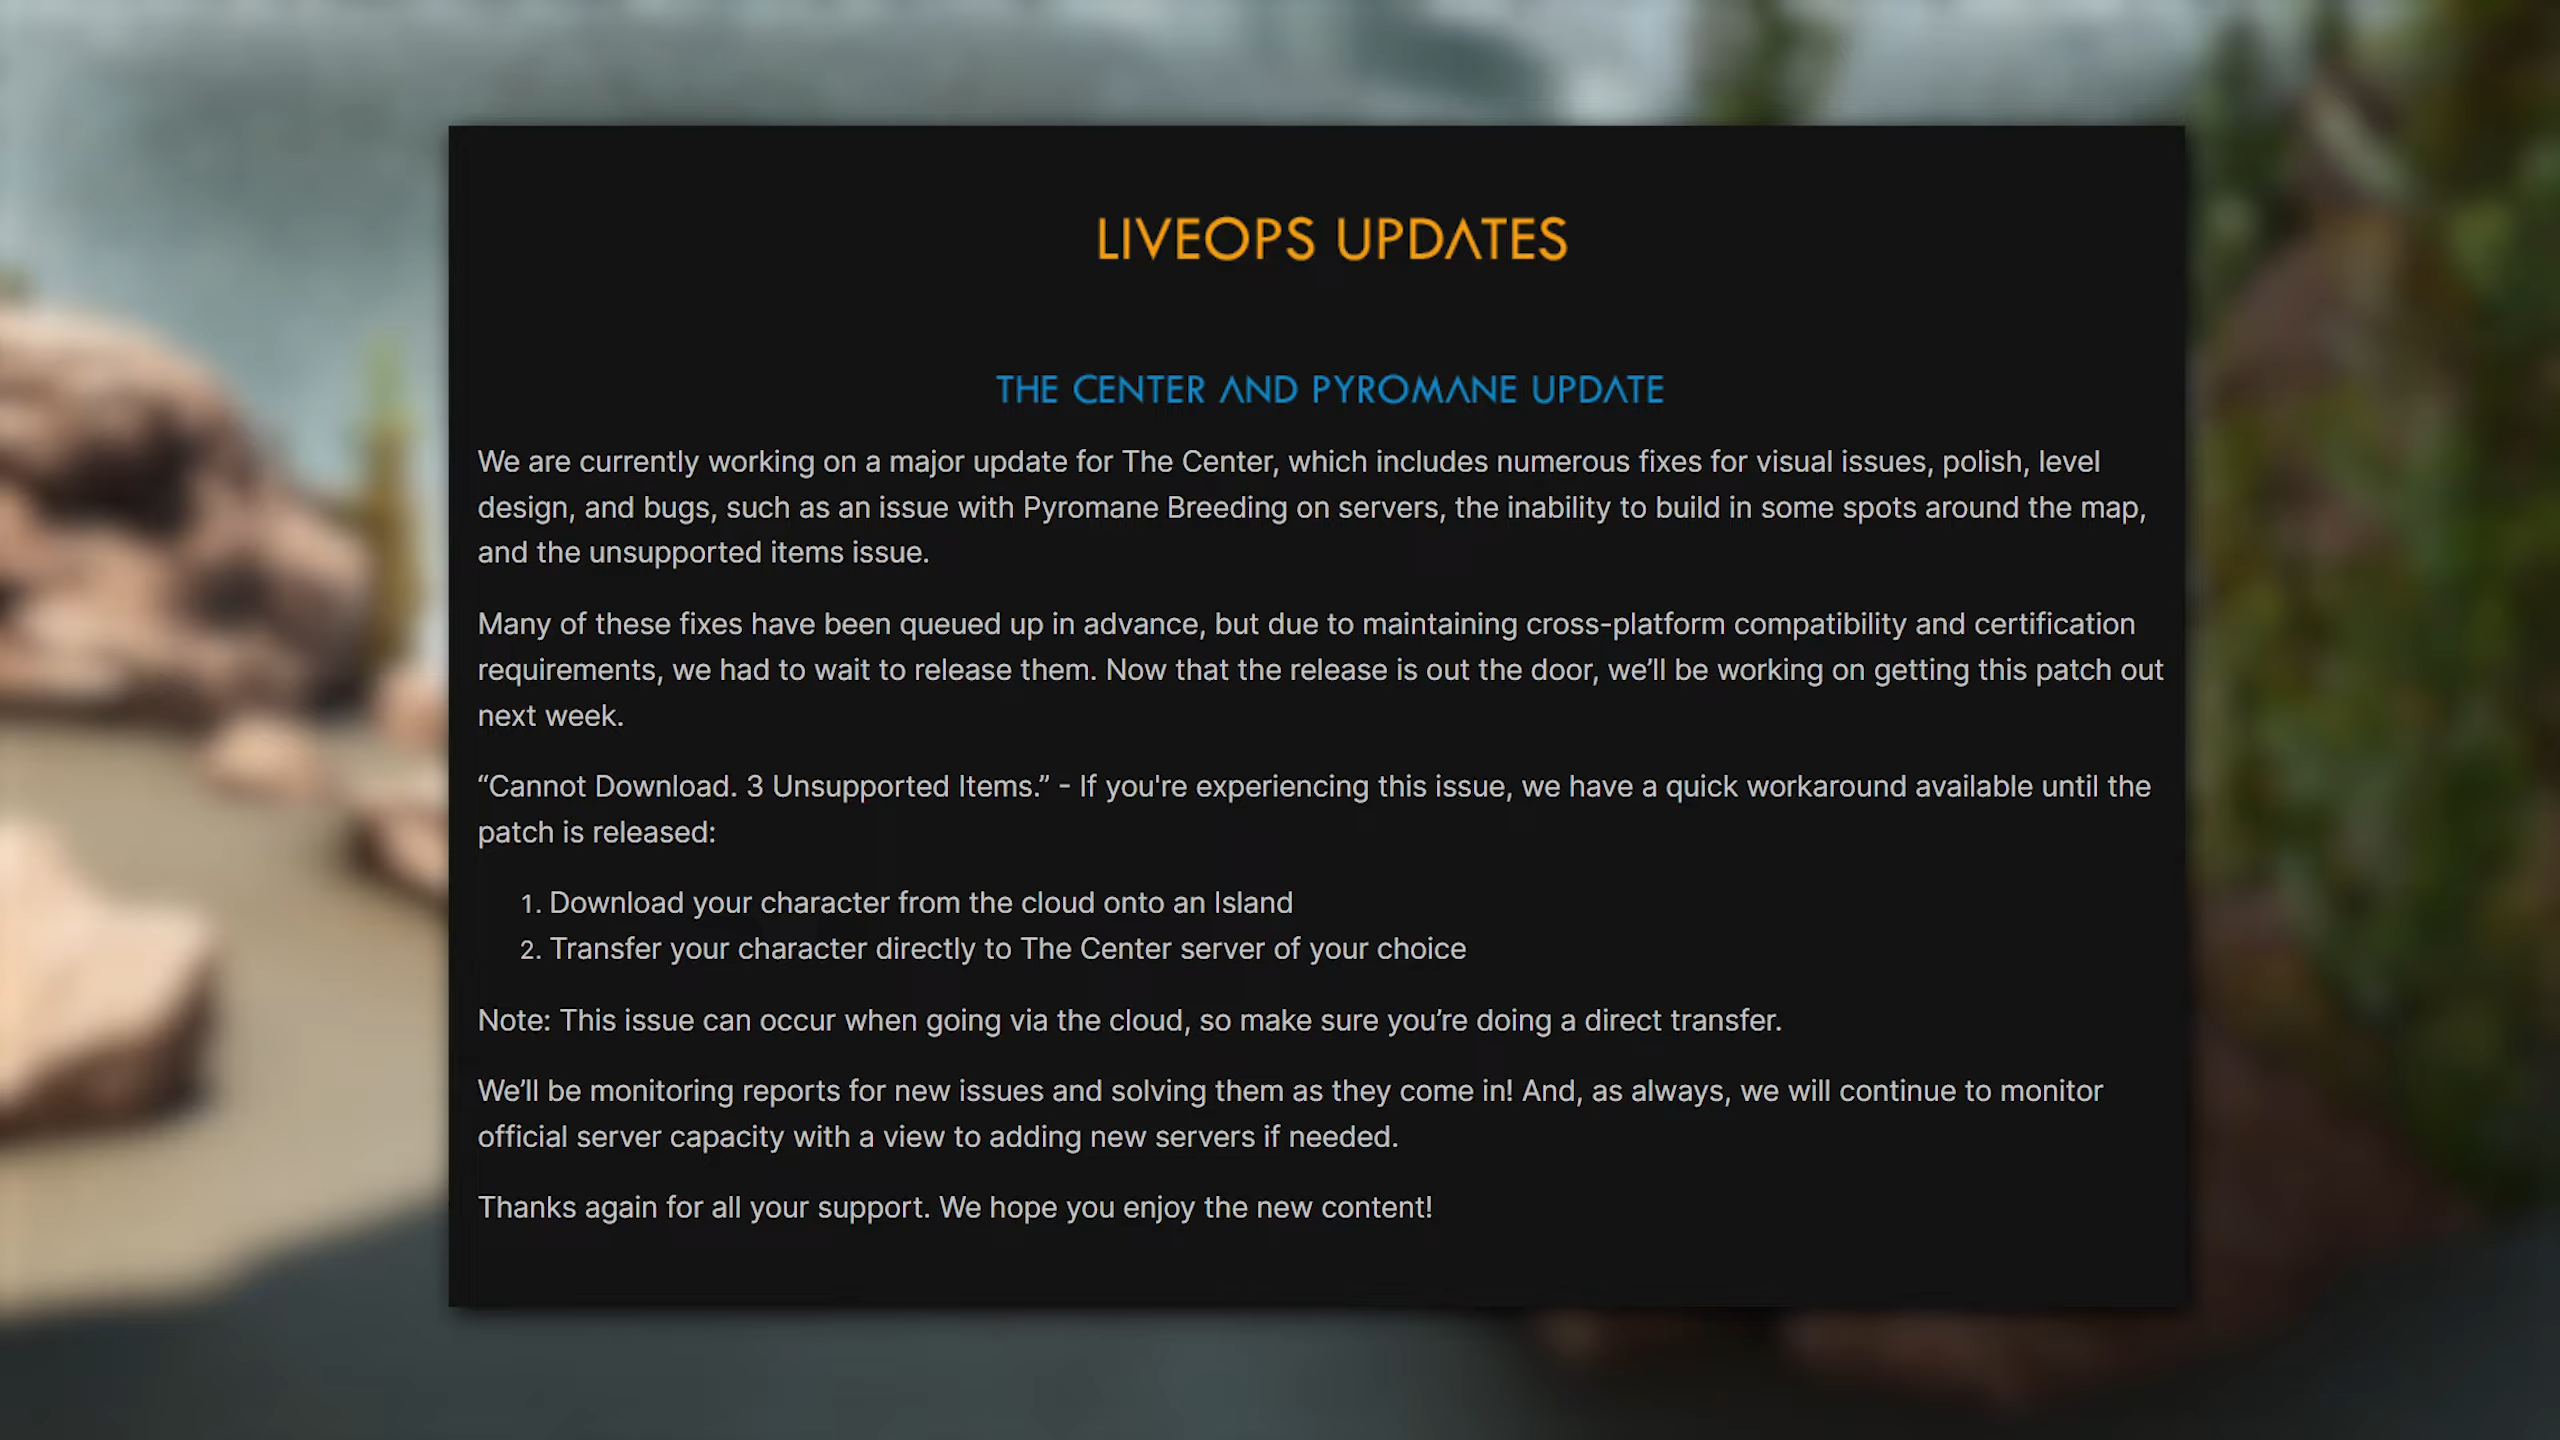 LIVEOPS UPDATES
THE CENTER AND PYROMANE UPDATE
We are currently working on a major update for The Center, which includes numerous fixes for visual issues, polish, level
design, and bugs, such as an issue with Pyromane Breeding on servers, the inability to build in some spots around the map,
and the unsupported items issue.
Many of these fixes have been queued up in advance, but due to maintaining cross-platform compatibility and certification
requirements, we had to wait to release them. Now that the release is out the door, we’ll be working on getting this patch out
next week.
“Cannot Download. 3 Unsupported Items.” - If you're experiencing this issue, we have a quick workaround available until the
patch is released:
1. Download your character from the cloud onto an Island
2. Transfer your character directly to The Center server of your choice
Note: This issue can occur when going via the cloud, so make sure you’re doing a direct transfer.
We’ll be monitoring reports for new issues and solving them as they come in! And, as always, we will continue to monitor
official server capacity with a view to adding new servers if needed.
Thanks again for all your support. We hope you enjoy the new content!